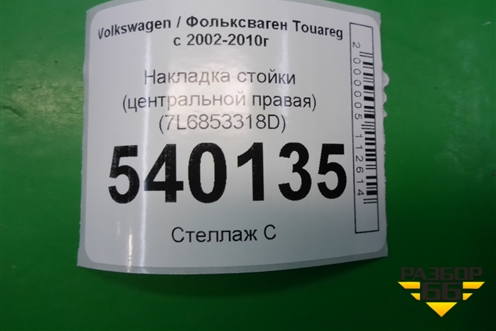 Volkswagen / Фольксваген Touareg
с 2002-2010г
Накладка стойки
(центральной правая)
(7L6853318D)
540135
Стеллаж С
2000005112614
РАЗБОР
66